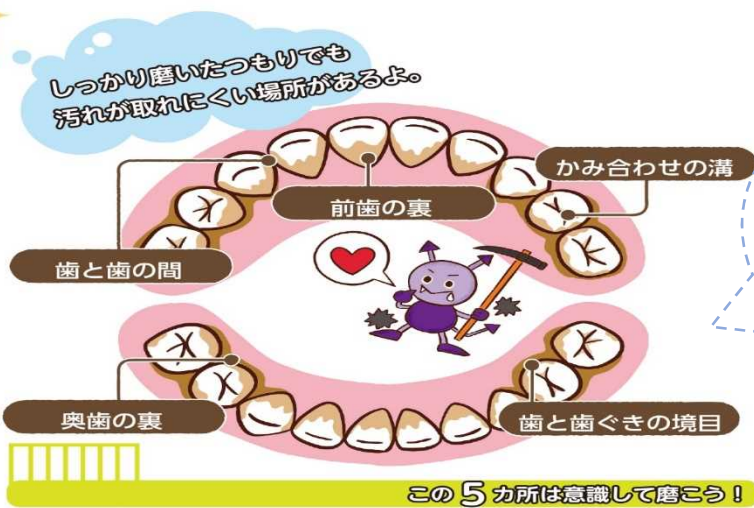 しっかり磨いたつもりでも
汚れが取れにくい場所があるよ。
かみ合わせの溝
前歯の裏
歯と歯の間
奥歯の裏
歯と歯ぐきの境目
この5カ所は意識して磨こう！